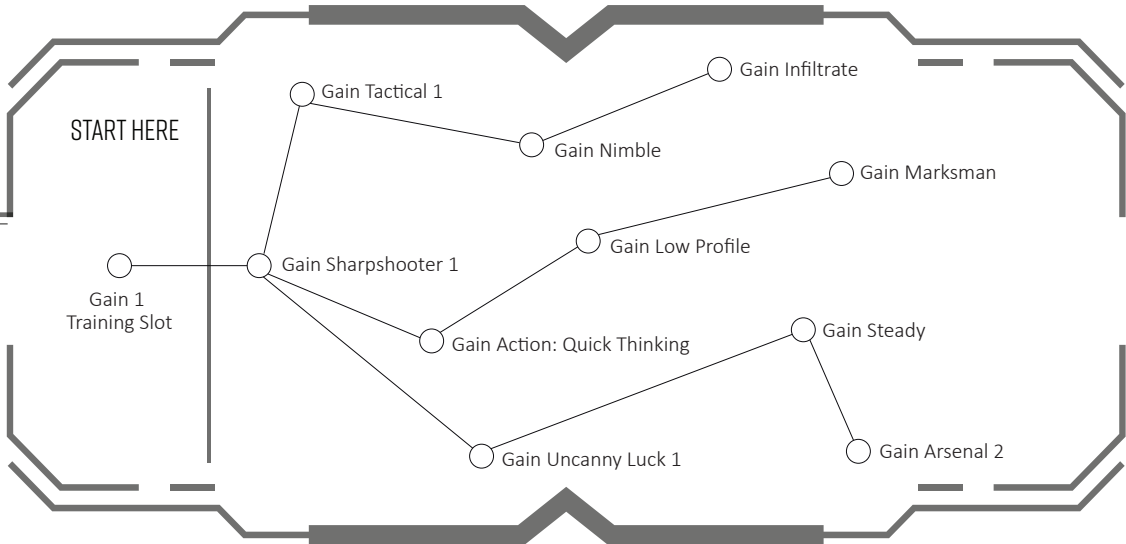 START HERE
Gain 1
Training Slot
Gain Sharpshooter 1
Gain Tactical 1
Gain Nimble
Gain Infiltrate
Gain Action: Quick Thinking
Gain Low Profile
Gain Marksman
Gain Uncanny Luck 1
Gain Steady
Gain Arsenal 2